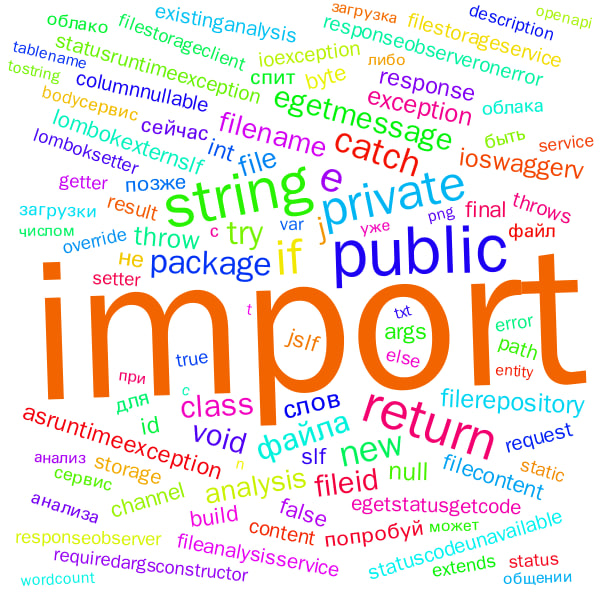 загрузка
openapi
description
existinganalysis
облако
filestorageservice
filestorageclient
responseobserveronerror
tablename
ioexception
либо
statusruntimeexception
спит
byte
response
tostring
columnnullable
bodyсервис
egetmessage
exception
облака
сейчас
filename
lombokexternslf
catch
быть
lomboksetter
int
file
string
e
private
ioswaggerv
service
getter
позже
final
throws
загрузки
result
var
png
try
j
с
уже
файл
числом
override
throw
if
public
не
package
setter
txt
t
import
args
error
jslf
path
true
else
при
с
entity
для
class
слов
filerepository
return
asruntimeexception
id
void
файла
new
slf
request
анализ
n
fileid
null
filecontent
static
storage
сервис
analysis
channel
false
egetstatusgetcode
анализа
build
content
попробуй
может
statuscodeunavailable
responseobserver
fileanalysisservice
extends
status
requiredargsconstructor
общении
wordcount